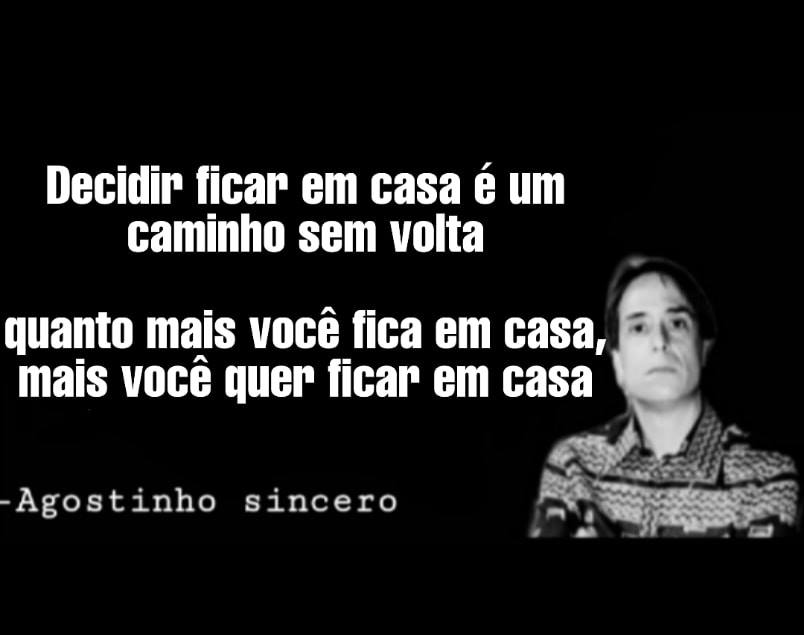 Decidir ficar em casa é um
caminho sem volta
quanto mais você fica em casa,
mais você quer ficar em casa
-Agostinho sincero